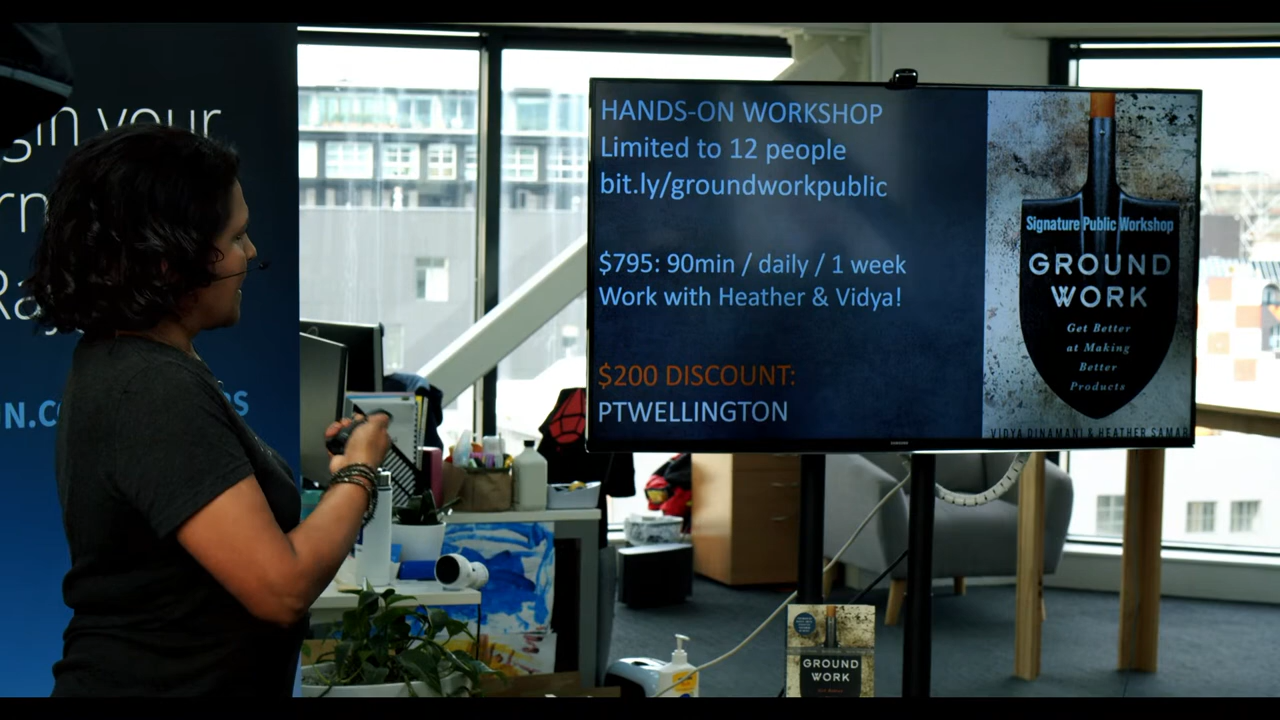 in your
HANDS-ON WORKSHOP
Limited to 12 people
bit.ly/groundworkpublic
$795: 90min / daily / 1 week
Work with Heather & Vidya!
$200 DISCOUNT:
PTWELLINGTON
Signature Public Workshop
GROUND
WORK
Get Better
at Making
Better
Products
VIDYA DINAMANI & HEATHER SAMAR
GROUND
WORK